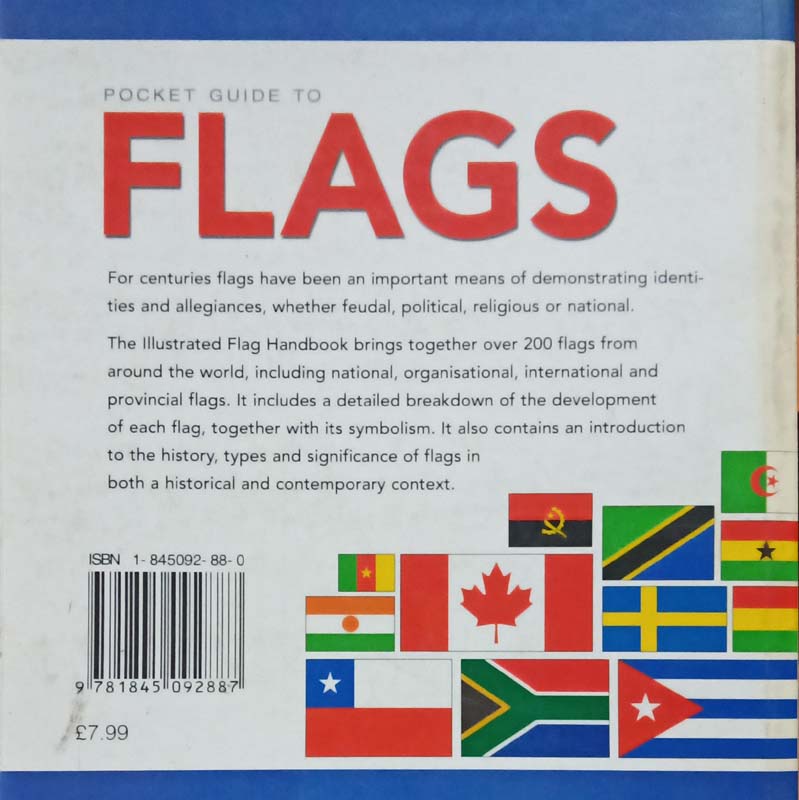 POCKET GUIDE TO
FLAGS
For centuries flags have been an important means of demonstrating identi-
ties and allegiances, whether feudal, political, religious or national.
The Illustrated Flag Handbook brings together over 200 flags from
around the world, including national, organisational, international and
provincial flags. It includes a detailed breakdown of the development
of each flag, together with its symbolism. It also contains an introduction
to the history, types and significance of flags in
both a historical and contemporary context.
ISBN 1-845092-88-0
9 781845 092887
£7.99